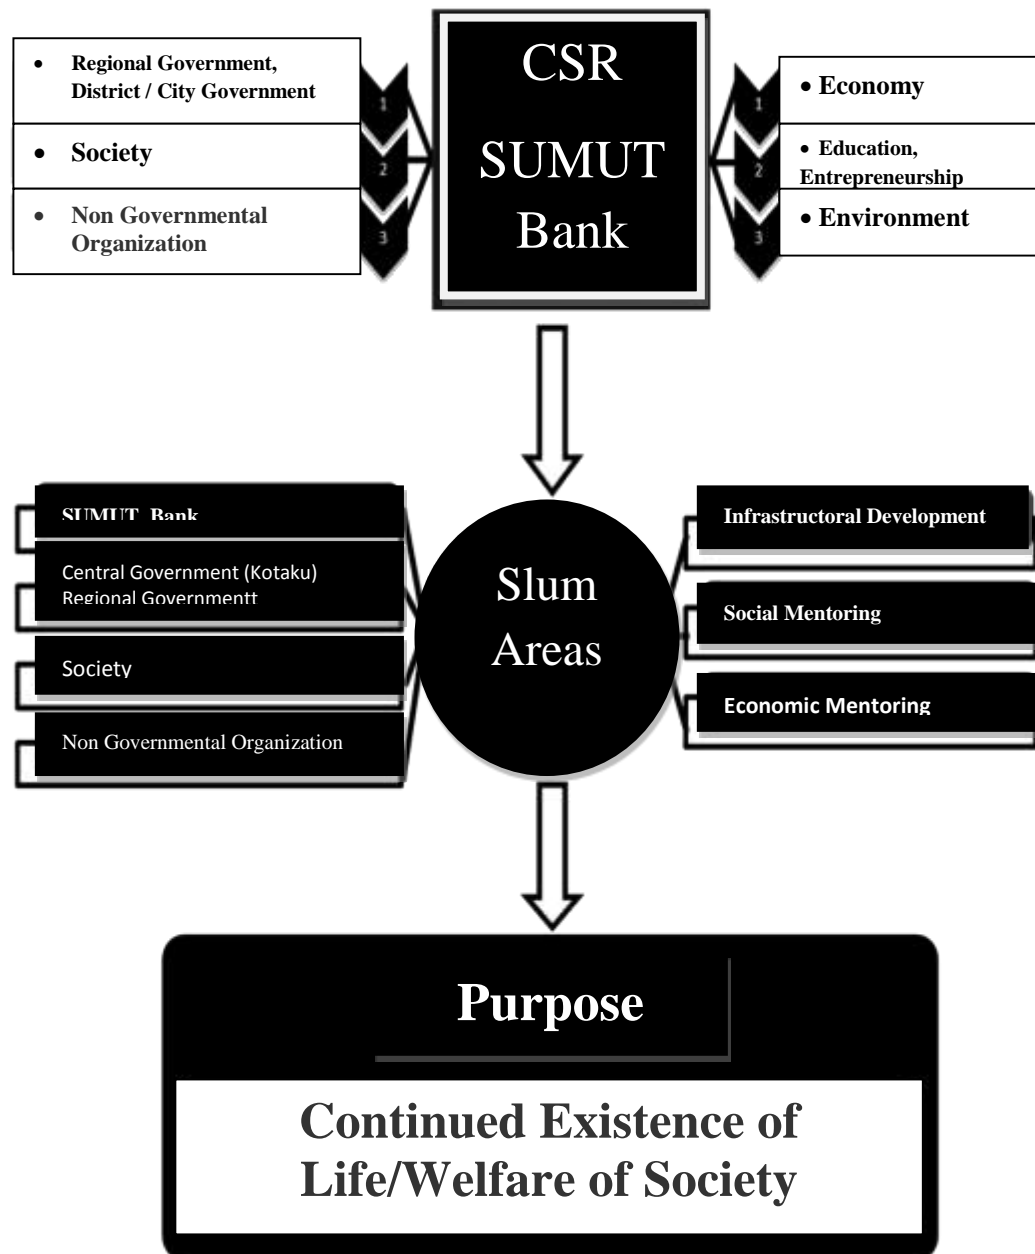 • Regional Government,
District / City Government
• Society
• Non Governmental
Organization
1
2
3
CSR
SUMUT
Bank
1
2
3
• Economy
• Education,
Entrepreneurship
• Environment
SUMUT Bank
Central Government (Kotaku)
Regional Governmentt
Society
Non Governmental Organization
Slum
Areas
Infrastructoral Development
Social Mentoring
Economic Mentoring
Purpose
Continued Existence of
Life/Welfare of Society